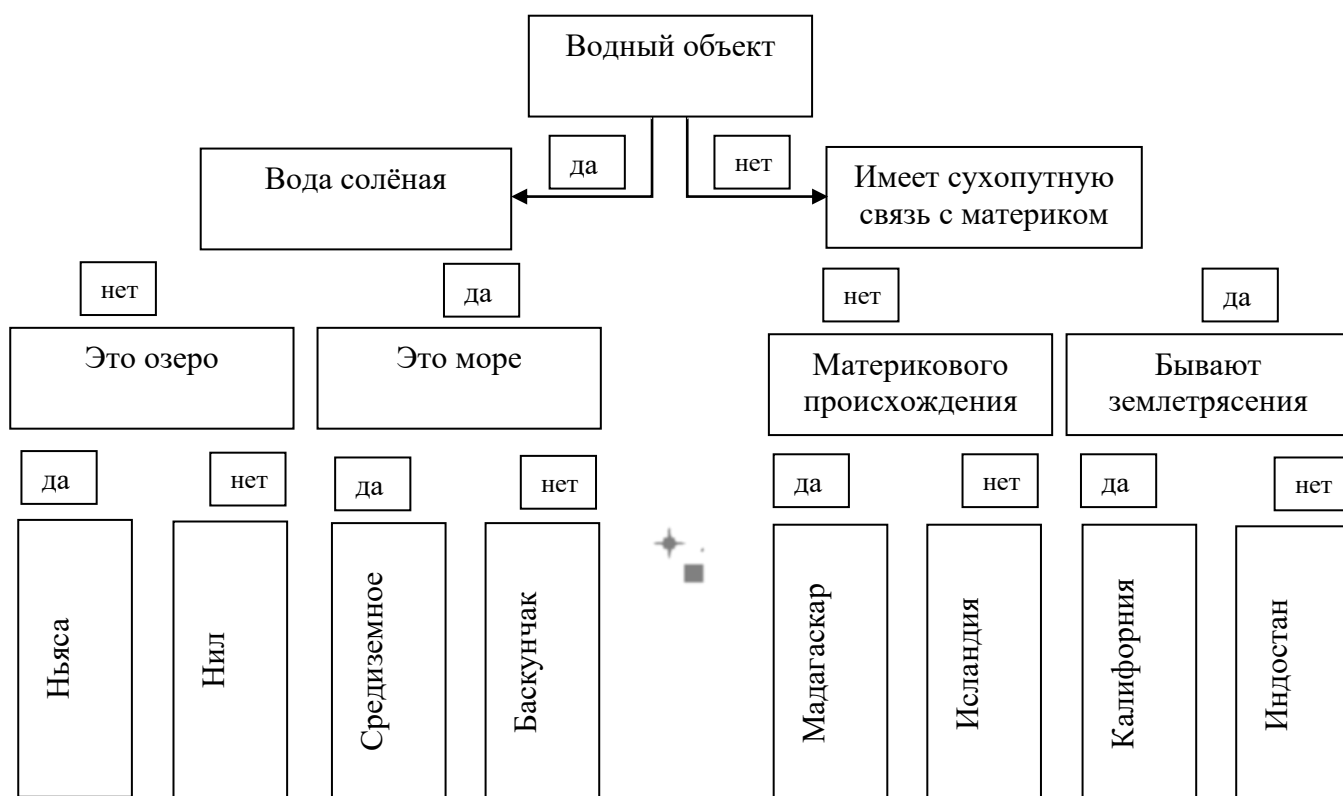 Водный объект
да
нет
Вода солёная
Имеет сухопутную
связь с материком
нет
да
нет
да
Это озеро
Это море
Материкового
происхождения
Бывают
землетрясения
да
нет
да
нет
да
нет
да
нет
Ньяса
Нил
Средиземное
Баскунчак
Мадагаскар
Исландия
Калифорния
Индостан